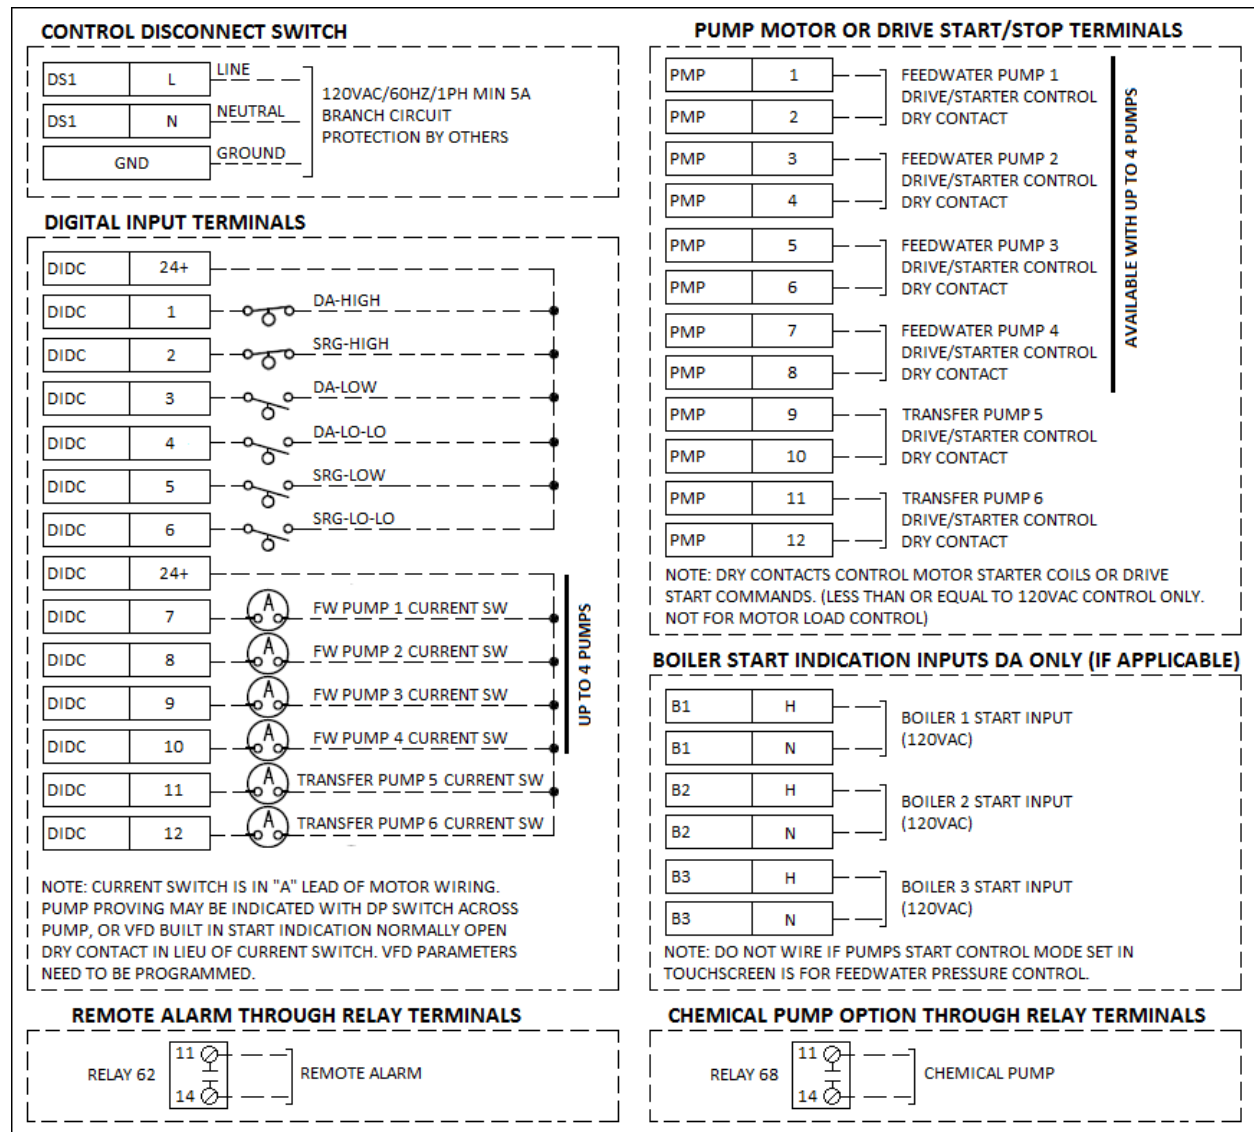 CONTROL DISCONNECT SWITCH
DS1 L LINE
DS1 N NEUTRAL
GND GROUND
120VAC/60HZ/1PH MIN 5A
BRANCH CIRCUIT
PROTECTION BY OTHERS
DIGITAL INPUT TERMINALS
DIDC 24+
DIDC 1 DA-HIGH
DIDC 2 SRG-HIGH
DIDC 3 DA-LOW
DIDC 4 DA-LO-LO
DIDC 5 SRG-LOW
DIDC 6 SRG-LO-LO
DIDC 24+
DIDC 7 A FW PUMP 1 CURRENT SW
DIDC 8 A FW PUMP 2 CURRENT SW
DIDC 9 A FW PUMP 3 CURRENT SW
DIDC 10 A FW PUMP 4 CURRENT SW
DIDC 11 A TRANSFER PUMP 5 CURRENT SW
DIDC 12 A TRANSFER PUMP 6 CURRENT SW
UP TO 4 PUMPS
NOTE: CURRENT SWITCH IS IN "A" LEAD OF MOTOR WIRING.
PUMP PROVING MAY BE INDICATED WITH DP SWITCH ACROSS
PUMP, OR VFD BUILT IN START INDICATION NORMALLY OPEN
DRY CONTACT IN LIEU OF CURRENT SWITCH. VFD PARAMETERS
NEED TO BE PROGRAMMED.
REMOTE ALARM THROUGH RELAY TERMINALS
RELAY 62
11
14
REMOTE ALARM
PUMP MOTOR OR DRIVE START/STOP TERMINALS
PMP 1
PMP 2
FEEDWATER PUMP 1
DRIVE/STARTER CONTROL
DRY CONTACT
PMP 3
PMP 4
FEEDWATER PUMP 2
DRIVE/STARTER CONTROL
DRY CONTACT
PMP 5
PMP 6
FEEDWATER PUMP 3
DRIVE/STARTER CONTROL
DRY CONTACT
PMP 7
PMP 8
FEEDWATER PUMP 4
DRIVE/STARTER CONTROL
DRY CONTACT
AVAILABLE WITH UP TO 4 PUMPS
PMP 9
PMP 10
TRANSFER PUMP 5
DRIVE/STARTER CONTROL
DRY CONTACT
PMP 11
PMP 12
TRANSFER PUMP 6
DRIVE/STARTER CONTROL
DRY CONTACT
NOTE: DRY CONTACTS CONTROL MOTOR STARTER COILS OR DRIVE
START COMMANDS. (LESS THAN OR EQUAL TO 120VAC CONTROL ONLY.
NOT FOR MOTOR LOAD CONTROL)
BOILER START INDICATION INPUTS DA ONLY (IF APPLICABLE)
B1 H
B1 N
BOILER 1 START INPUT
(120VAC)
B2 H
B2 N
BOILER 2 START INPUT
(120VAC)
B3 H
B3 N
BOILER 3 START INPUT
(120VAC)
NOTE: DO NOT WIRE IF PUMPS START CONTROL MODE SET IN
TOUCHSCREEN IS FOR FEEDWATER PRESSURE CONTROL.
CHEMICAL PUMP OPTION THROUGH RELAY TERMINALS
RELAY 68
11
14
CHEMICAL PUMP